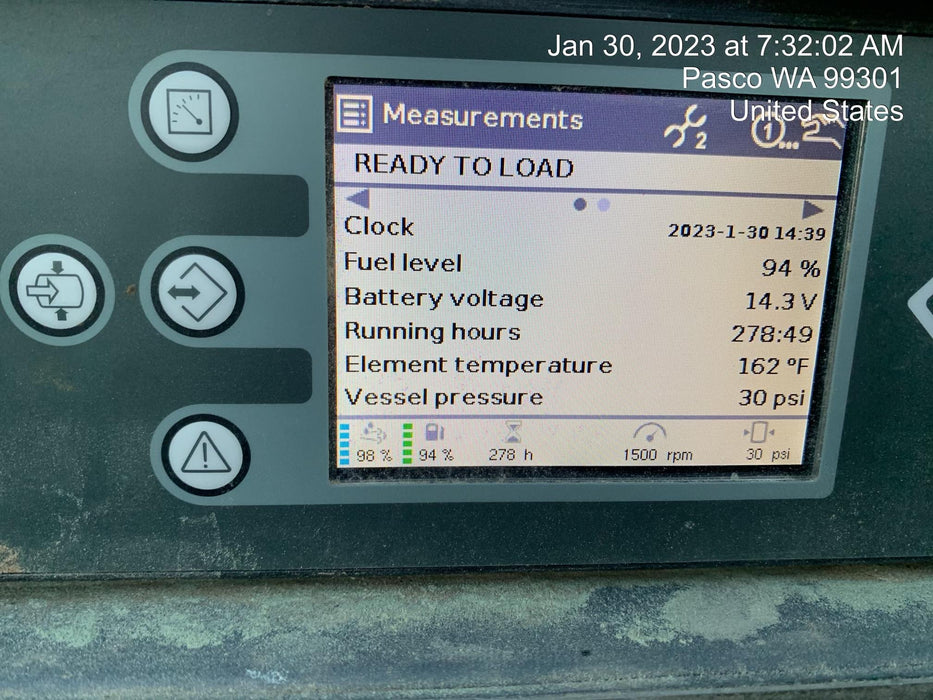 Jan 30, 2023 at 7:32:02 AM
Pasco WA 99301
United States
Measurements
2
1...
READY TO LOAD
Clock 2023-1-30 14:39
Fuel level 94 %
Battery voltage 14.3 V
Running hours 278:49
Element temperature 162 °F
Vessel pressure 30 psi
98 % 94 % 278 h 1500 rpm 30 psi